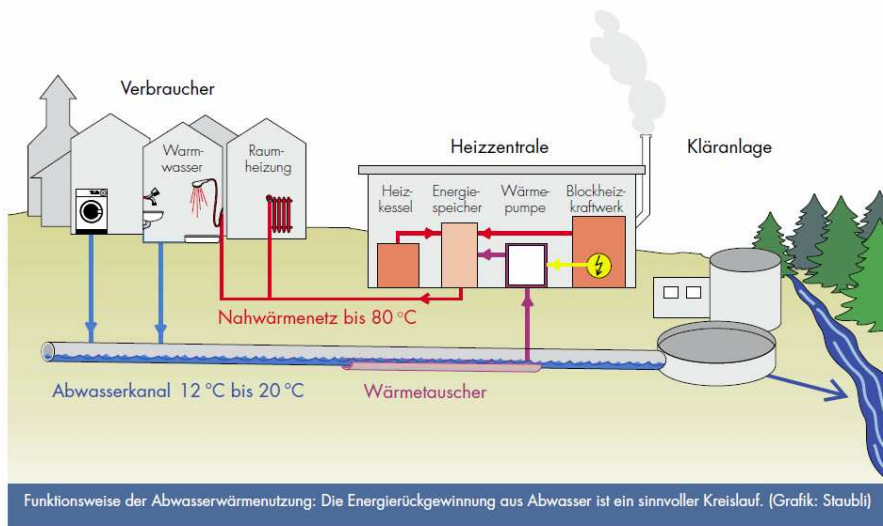 Verbraucher
Heizzentrale
Kläranlage
Warm-
wasser
Raum-
heizung
Heiz-
kessel
Energie-
speicher
Wärme-
pumpe
Blockheiz-
kraftwerk
Nahwärmenetz bis 80 °C
Abwasserkanal 12 °C bis 20 °C
Wärmetauscher
Funktionsweise der Abwasserwärmenutzung: Die Energierückgewinnung aus Abwasser ist ein sinnvoller Kreislauf. (Grafik: Staubli)